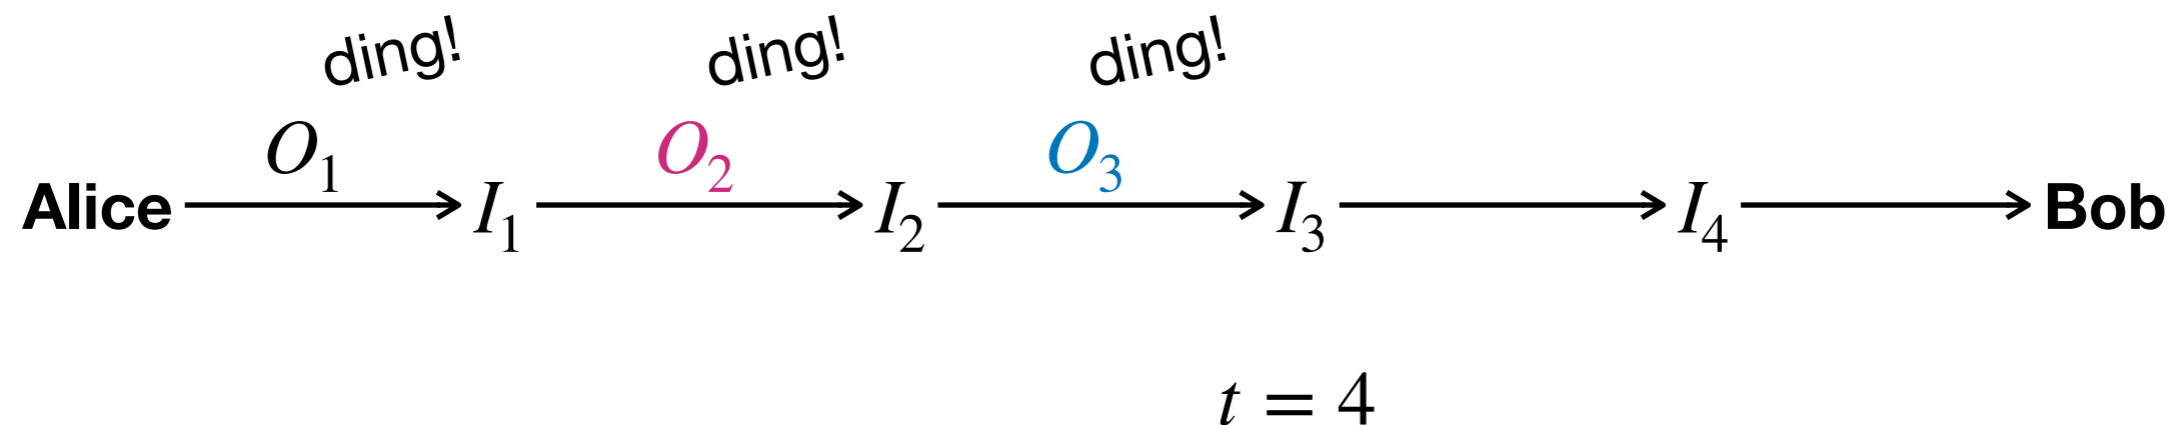 ding! ding! ding!
O₁ O₂ O₃
Alice I₁ I₂ I₃ I₄ Bob
t = 4